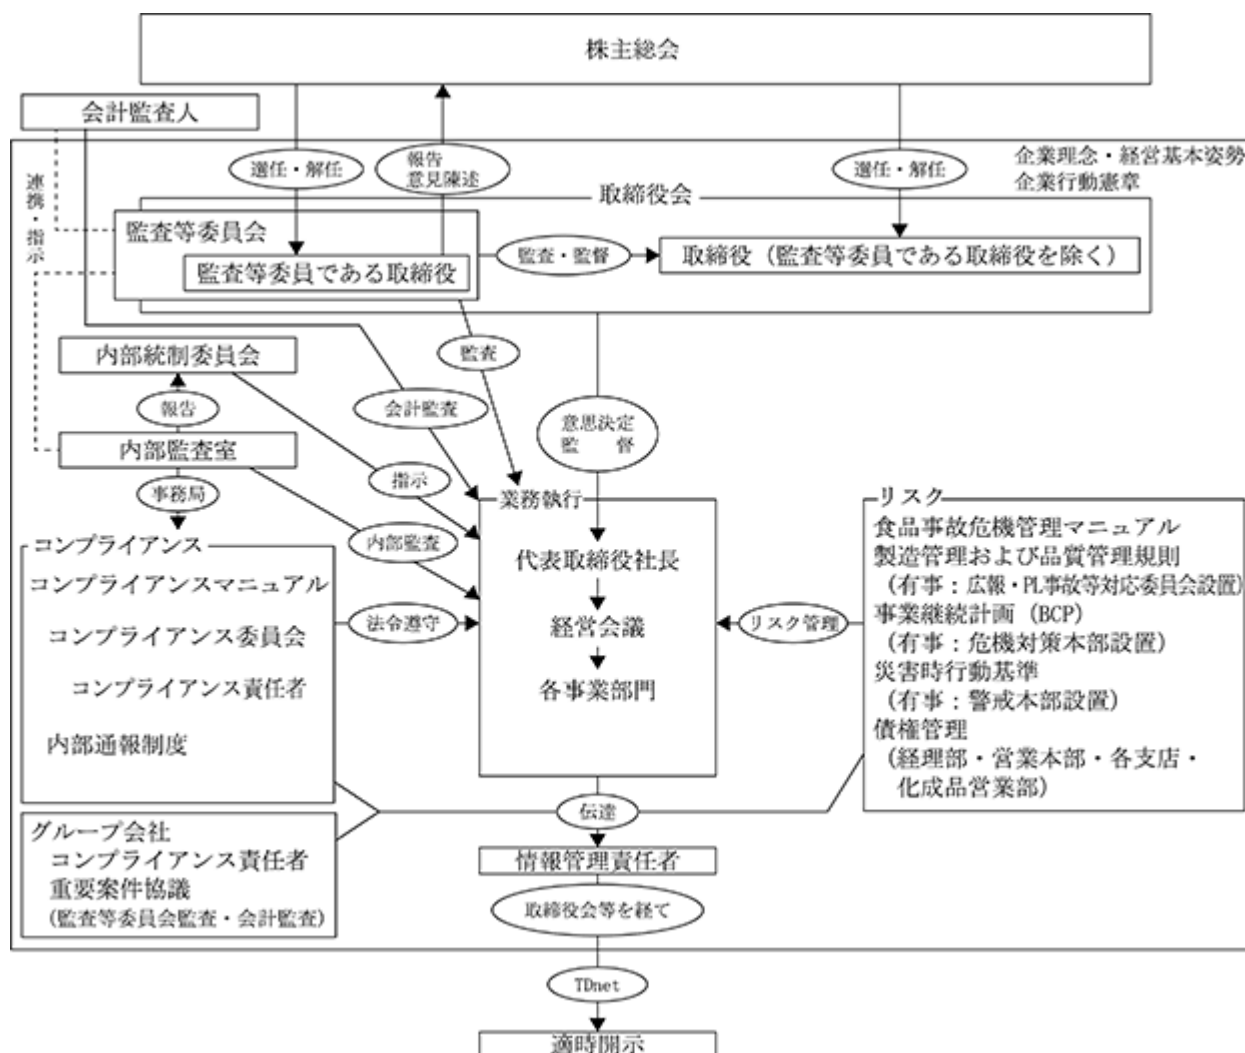 株主総会
会計監査人
選任・解任
報告
意見陳述
選任・解任
企業理念・経営基本姿勢
企業行動憲章
連携・指示
取締役会
監査等委員会
監査等委員である取締役
監査・監督
取締役（監査等委員である取締役を除く）
内部統制委員会
監査
報告
会計監査
意思決定
監　督
内部監査室
事務局
指示
内部監査
業務執行
代表取締役社長
経営会議
各事業部門
コンプライアンス
コンプライアンスマニュアル
コンプライアンス委員会
コンプライアンス責任者
内部通報制度
法令遵守
リスク管理
リスク
食品事故危機管理マニュアル
製造管理および品質管理規則
（有事：広報・PL事故等対応委員会設置）
事業継続計画（BCP）
（有事：危機対策本部設置）
災害時行動基準
（有事：警戒本部設置）
債権管理
（経理部・営業本部・各支店・
化成品営業部）
グループ会社
コンプライアンス責任者
重要案件協議
（監査等委員会監査・会計監査）
伝達
情報管理責任者
取締役会等を経て
TDnet
適時開示